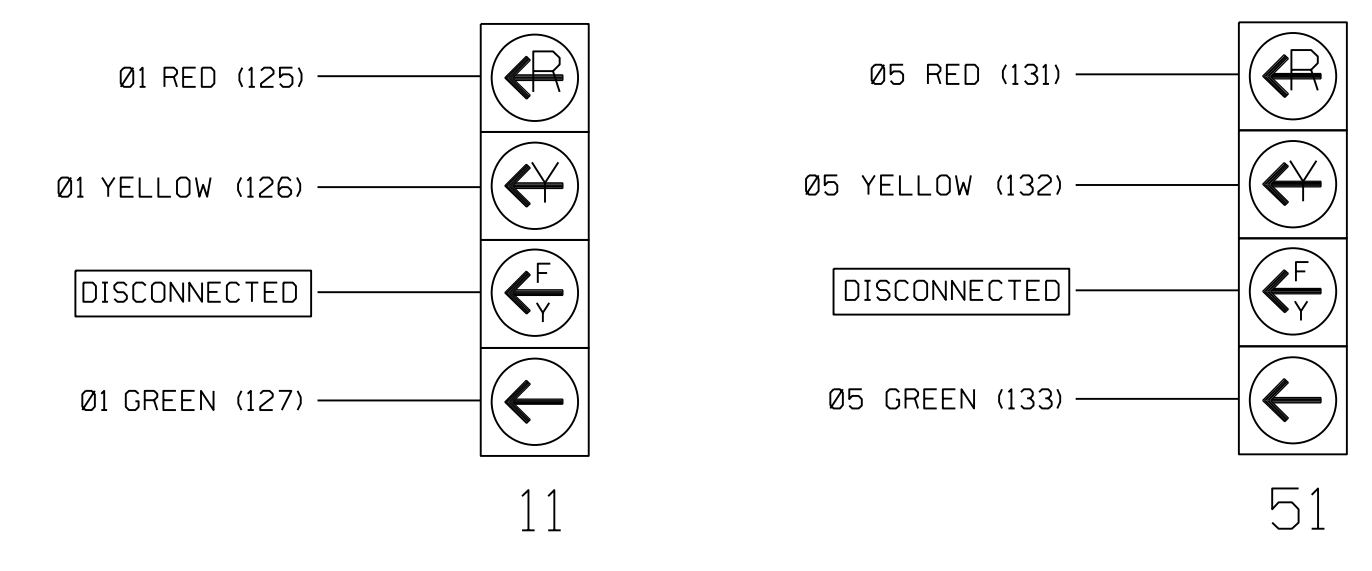 Ø1 RED (125)
R
Ø1 YELLOW (126)
Y
DISCONNECTED
F
Y
Ø1 GREEN (127)
11
Ø5 RED (131)
R
Ø5 YELLOW (132)
Y
DISCONNECTED
F
Y
Ø5 GREEN (133)
51